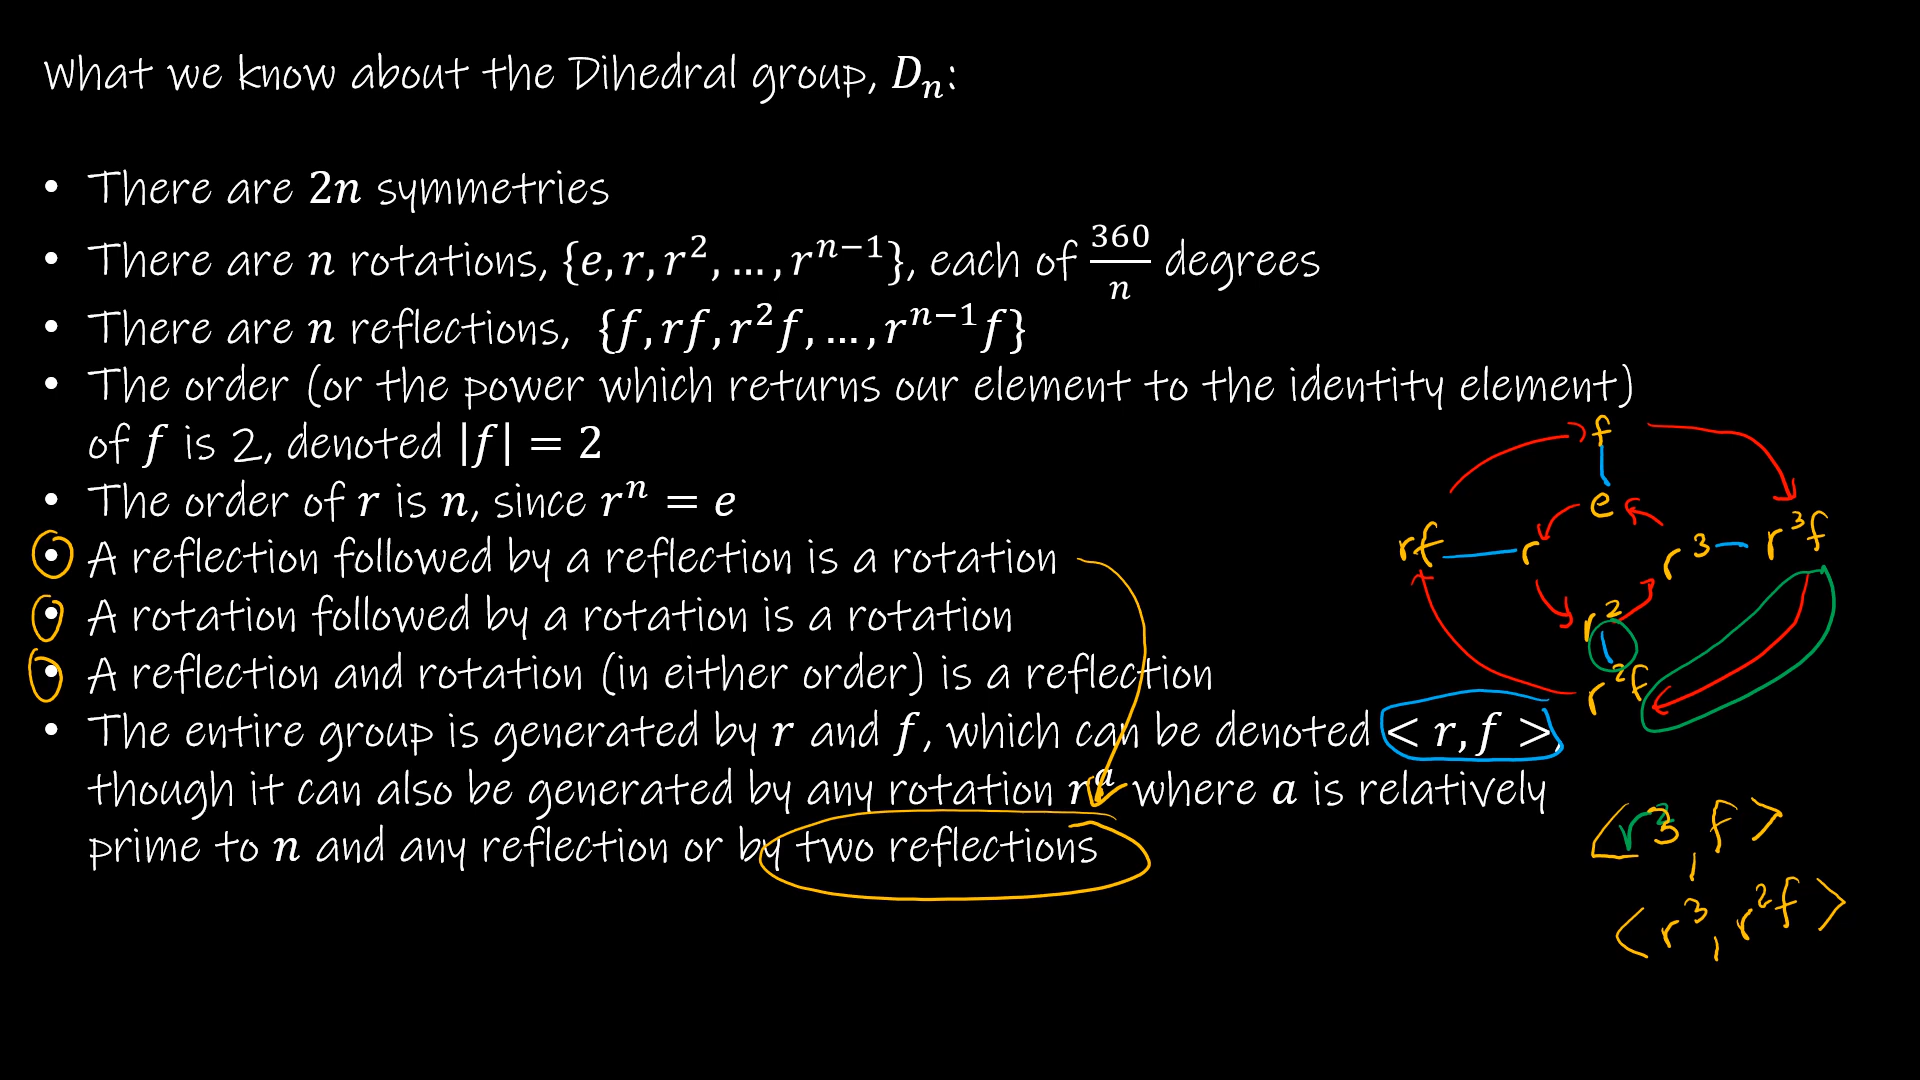 What we know about the Dihedral group, Dₙ:
• There are 2n symmetries
• There are n rotations, {e, r, r², …, rⁿ⁻¹}, each of 360/n degrees
• There are n reflections, {f, rf, r²f, …, rⁿ⁻¹f}
• The order (or the power which returns our element to the identity element)
of f is 2, denoted |f| = 2
• The order of r is n, since rⁿ = e
• A reflection followed by a reflection is a rotation
• A rotation followed by a rotation is a rotation
• A reflection and rotation (in either order) is a reflection
• The entire group is generated by r and f, which can be denoted < r, f >,
though it can also be generated by any rotation rᵃ where a is relatively
prime to n and any reflection or by two reflections
f
e
rf r r³ r³f
r²
r²f
<r³, f>
<r³, r²f>